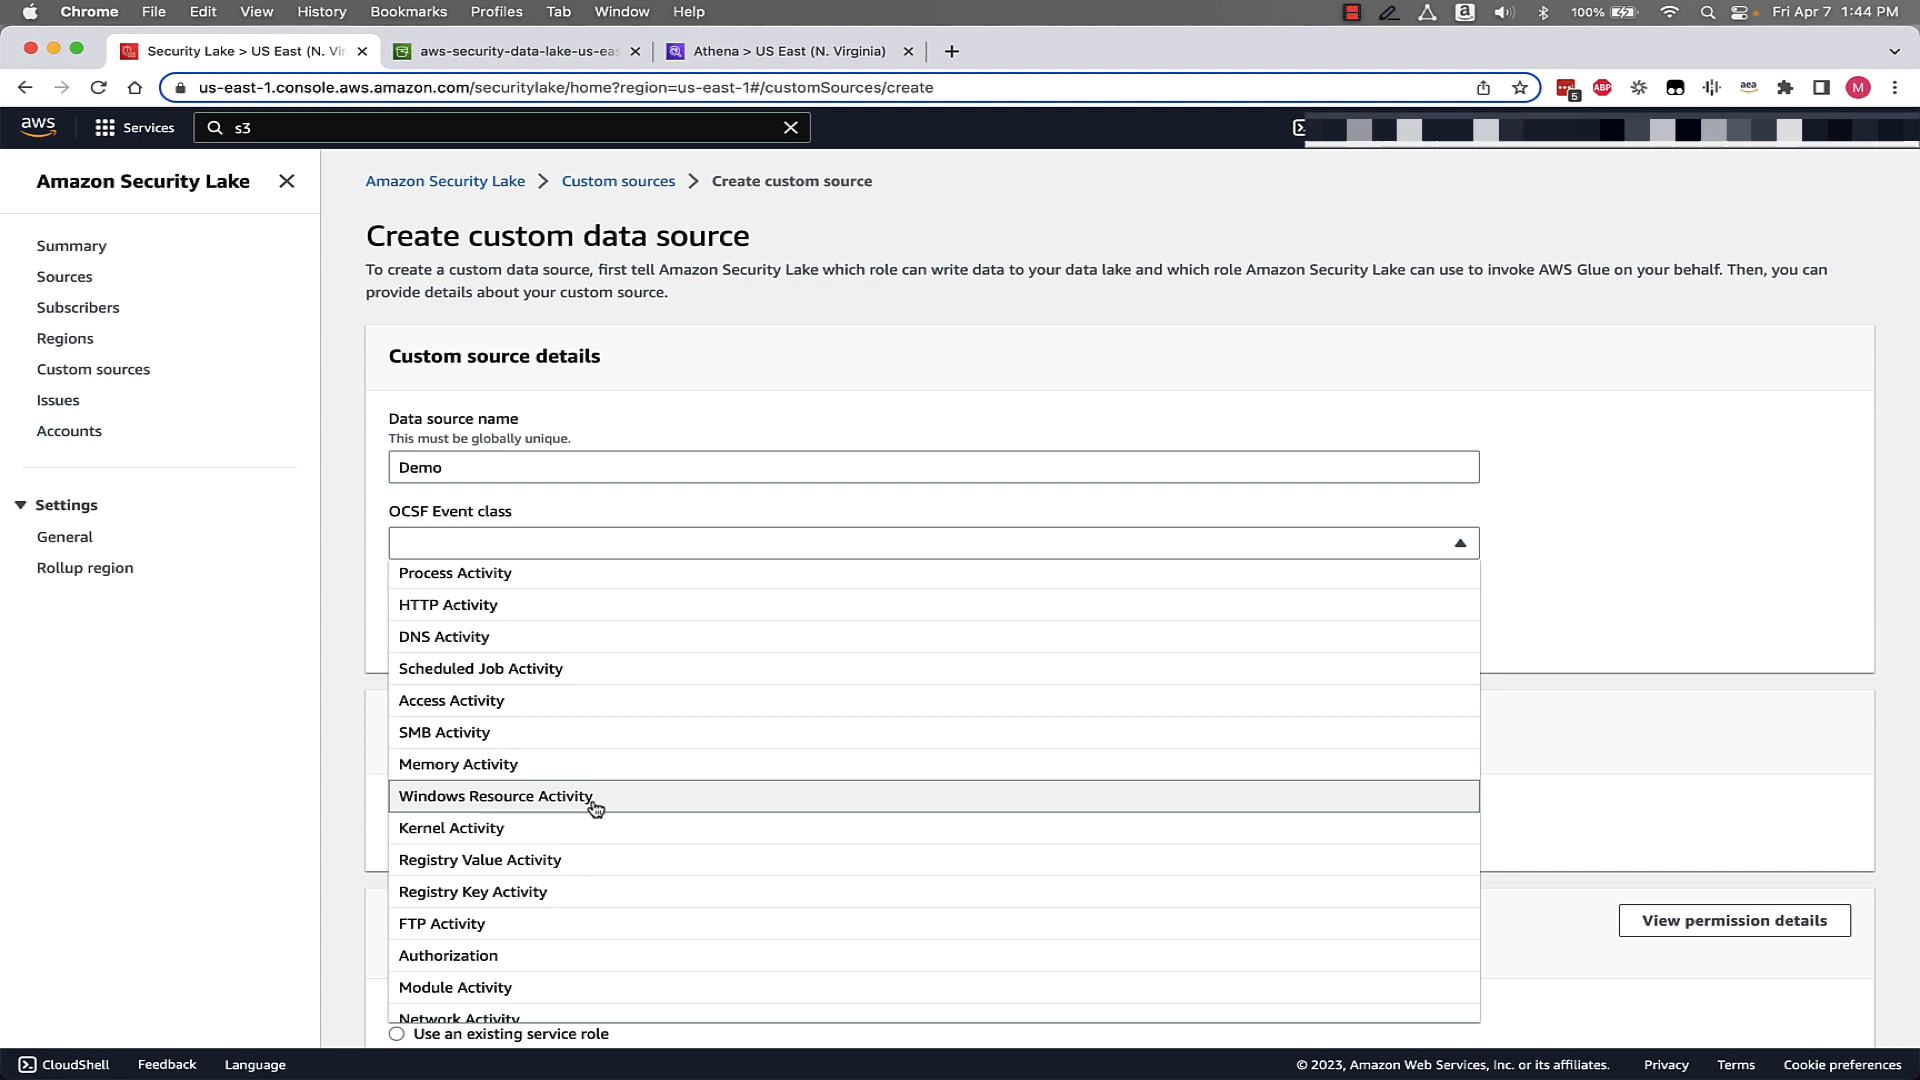 Chrome File Edit View History Bookmarks Profiles Tab Window Help 100% Fri Apr 7 1:44 PM
Security Lake > US East (N. Vir aws-security-data-lake-us-eas Athena > US East (N. Virginia)
us-east-1.console.aws.amazon.com/securitylake/home?region=us-east-1#/customSources/create 5 ABP aea M
aws Services s3
Amazon Security Lake
Summary
Sources
Subscribers
Regions
Custom sources
Issues
Accounts
Settings
General
Rollup region
Amazon Security Lake > Custom sources > Create custom source
Create custom data source
To create a custom data source, first tell Amazon Security Lake which role can write data to your data lake and which role Amazon Security Lake can use to invoke AWS Glue on your behalf. Then, you can
provide details about your custom source.
Custom source details
Data source name
This must be globally unique.
Demo
OCSF Event class
Process Activity
HTTP Activity
DNS Activity
Scheduled Job Activity
Access Activity
SMB Activity
Memory Activity
Windows Resource Activity
Kernel Activity
Registry Value Activity
Registry Key Activity
FTP Activity
Authorization
Module Activity
Network Activity
View permission details
Use an existing service role
CloudShell Feedback Language © 2023, Amazon Web Services, Inc. or its affiliates. Privacy Terms Cookie preferences